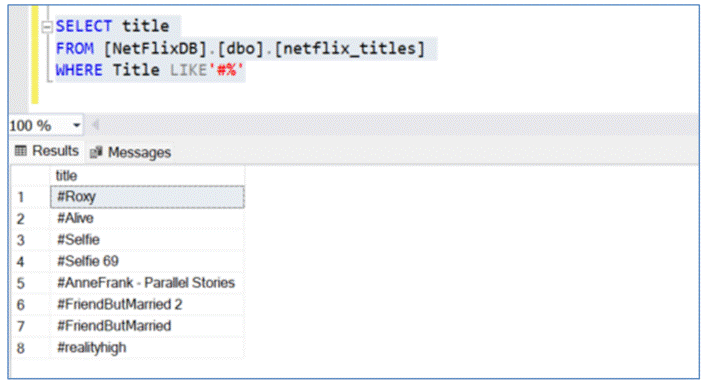 SELECT title
FROM [NetFlixDB].[dbo].[netflix_titles]
WHERE Title LIKE'#%'
100 %
Results Messages
title
1 #Roxy
2 #Alive
3 #Selfie
4 #Selfie 69
5 #AnneFrank - Parallel Stories
6 #FriendButMarried 2
7 #FriendButMarried
8 #realityhigh